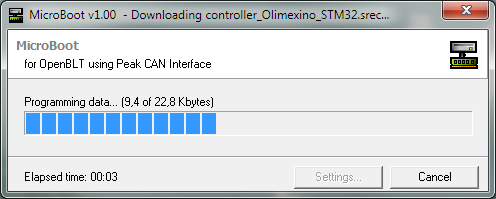 MicroBoot v1.00 - Downloading controller_Olimexino_STM32.srec...
MicroBoot
for OpenBLT using Peak CAN Interface
Programming data... (9,4 of 22,8 Kbytes)
Elapsed time: 00:03 Settings... Cancel